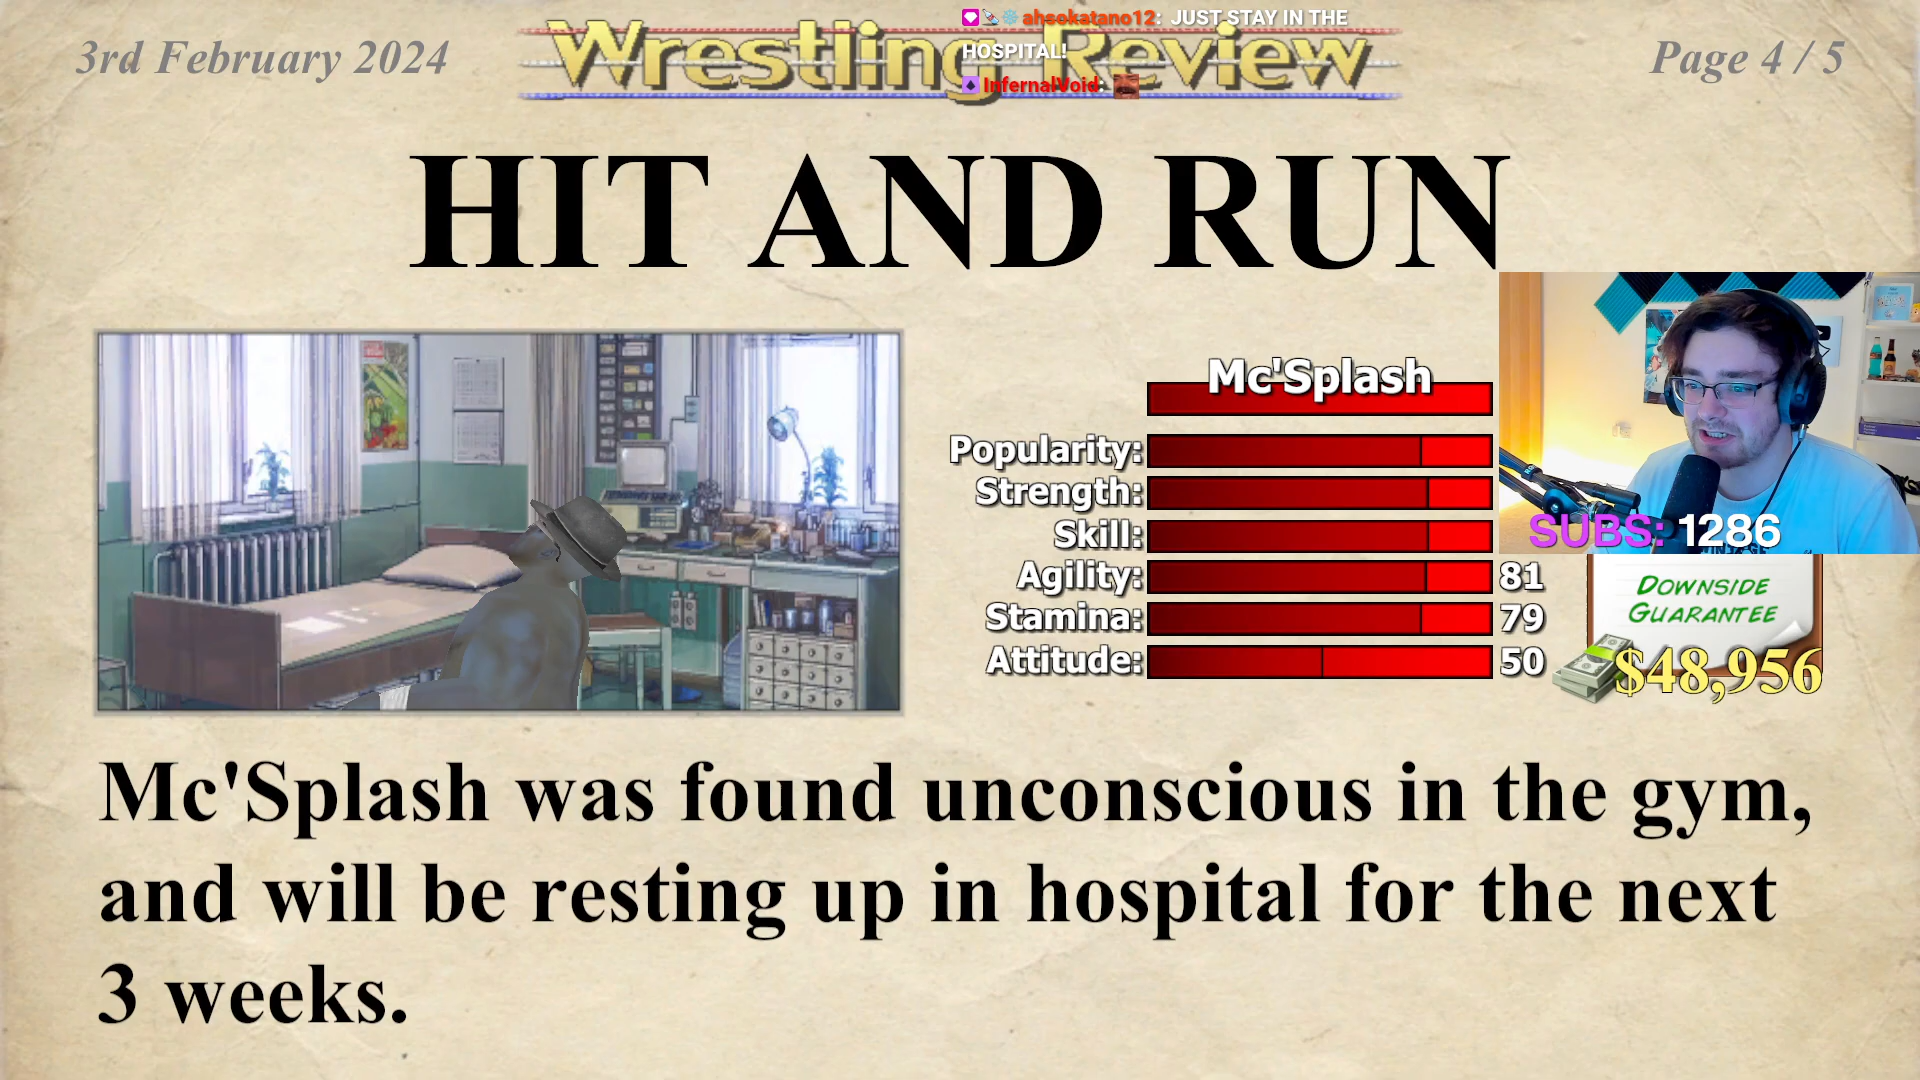 3rd February 2024
Wrestling Review
Page 4 / 5
ahsokatano12: JUST STAY IN THE
HOSPITAL!
InfernalVoid:
HIT AND RUN
Mc'Splash
Popularity:
Strength:
Skill:
Agility: 81
Stamina: 79
Attitude: 50
SUBS: 1286
DOWNSIDE
GUARANTEE
$48,956
Mc'Splash was found unconscious in the gym,
and will be resting up in hospital for the next
3 weeks.